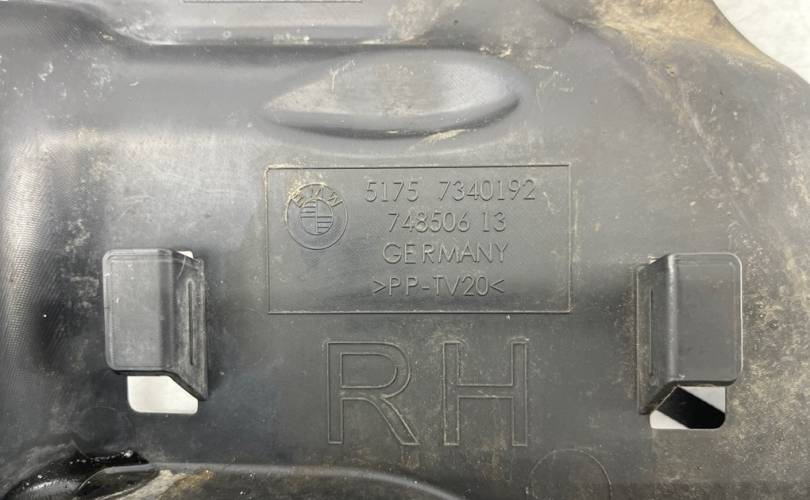 BMW
5175 7340192
748506 13
GERMANY
>PP-TV20<
RH